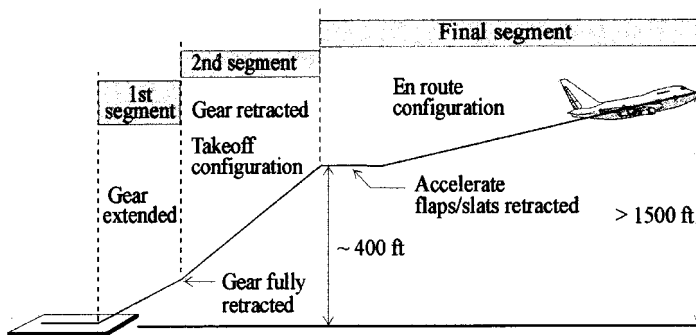 Final segment
2nd segment
1st
segment
Gear retracted
En route
configuration
Takeoff
configuration
Gear
extended
Accelerate
flaps/slats retracted
> 1500 ft
~ 400 ft
Gear fully
retracted